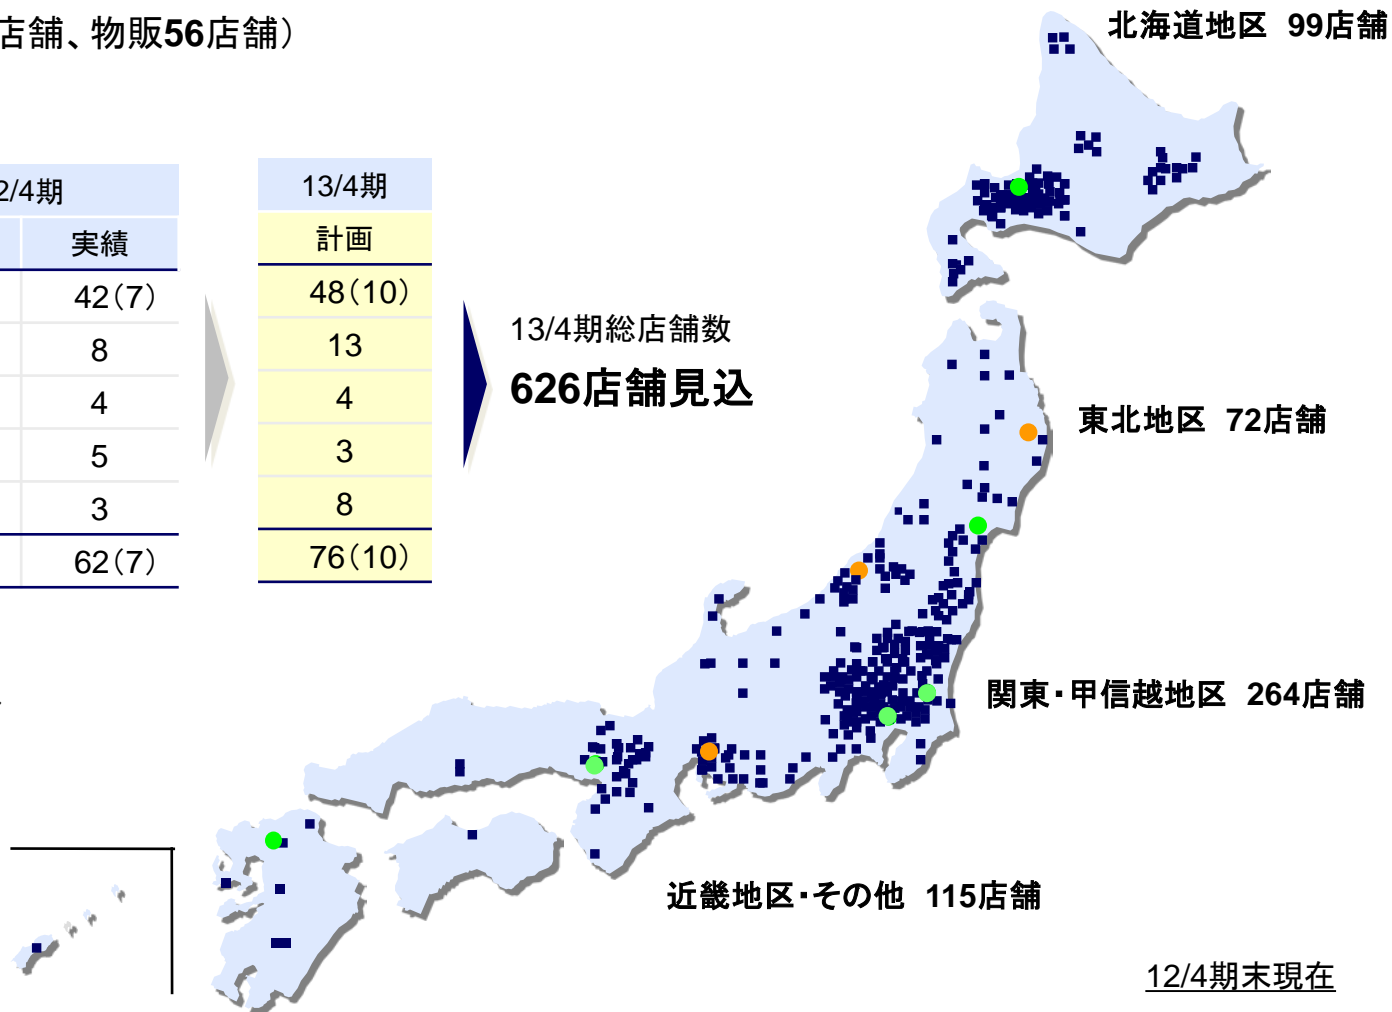 店舗、物販56店舗）
北海道地区 99店舗
2/4期
13/4期
実績
計画
42（7）
48（10）
8
13
4
4
5
3
3
8
62（7）
76（10）
13/4期総店舗数
626店舗見込
東北地区 72店舗
関東・甲信越地区 264店舗
近畿地区・その他 115店舗
12/4期末現在